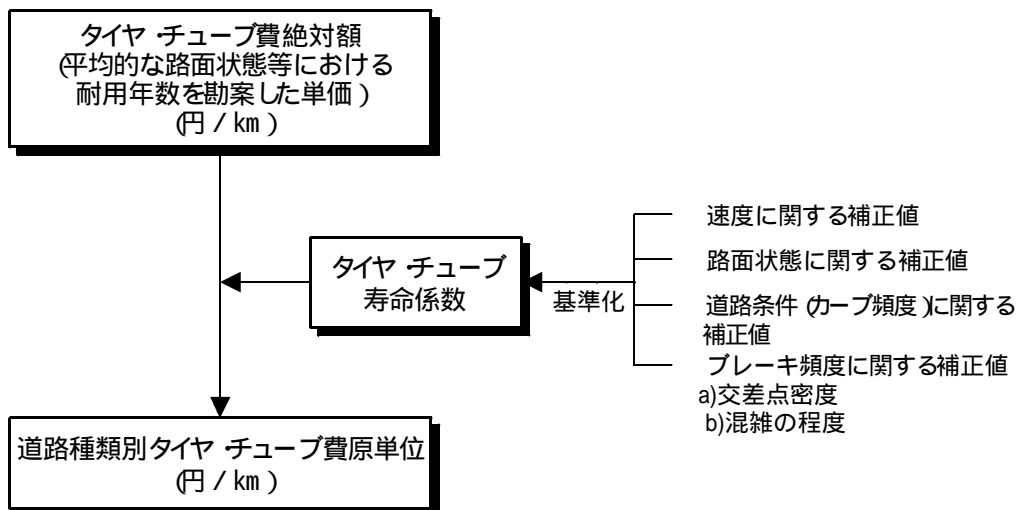 タイヤ・チューブ費絶対額
(平均的な路面状態等における
耐用年数を勘案した単価)
(円/km)
速度に関する補正値
タイヤ・チューブ
寿命係数
基準化
路面状態に関する補正値
道路条件(カーブ頻度)に関する
補正値
ブレーキ頻度に関する補正値
a)交差点密度
b)混雑の程度
道路種類別タイヤ・チューブ費原単位
(円/km)